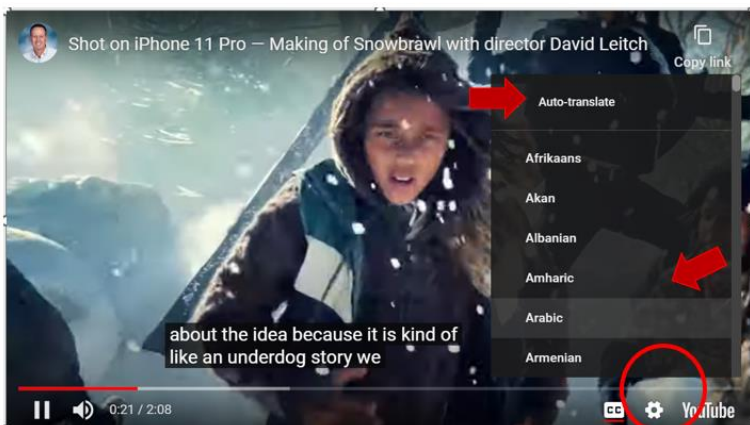 Shot on iPhone 11 Pro — Making of Snowbrawl with director David Leitch
Copy link
Auto-translate
Afrikaans
Akan
Albanian
Amharic
Arabic
Armenian
about the idea because it is kind of
like an underdog story we
0:21 / 2:08
CC
YouTube